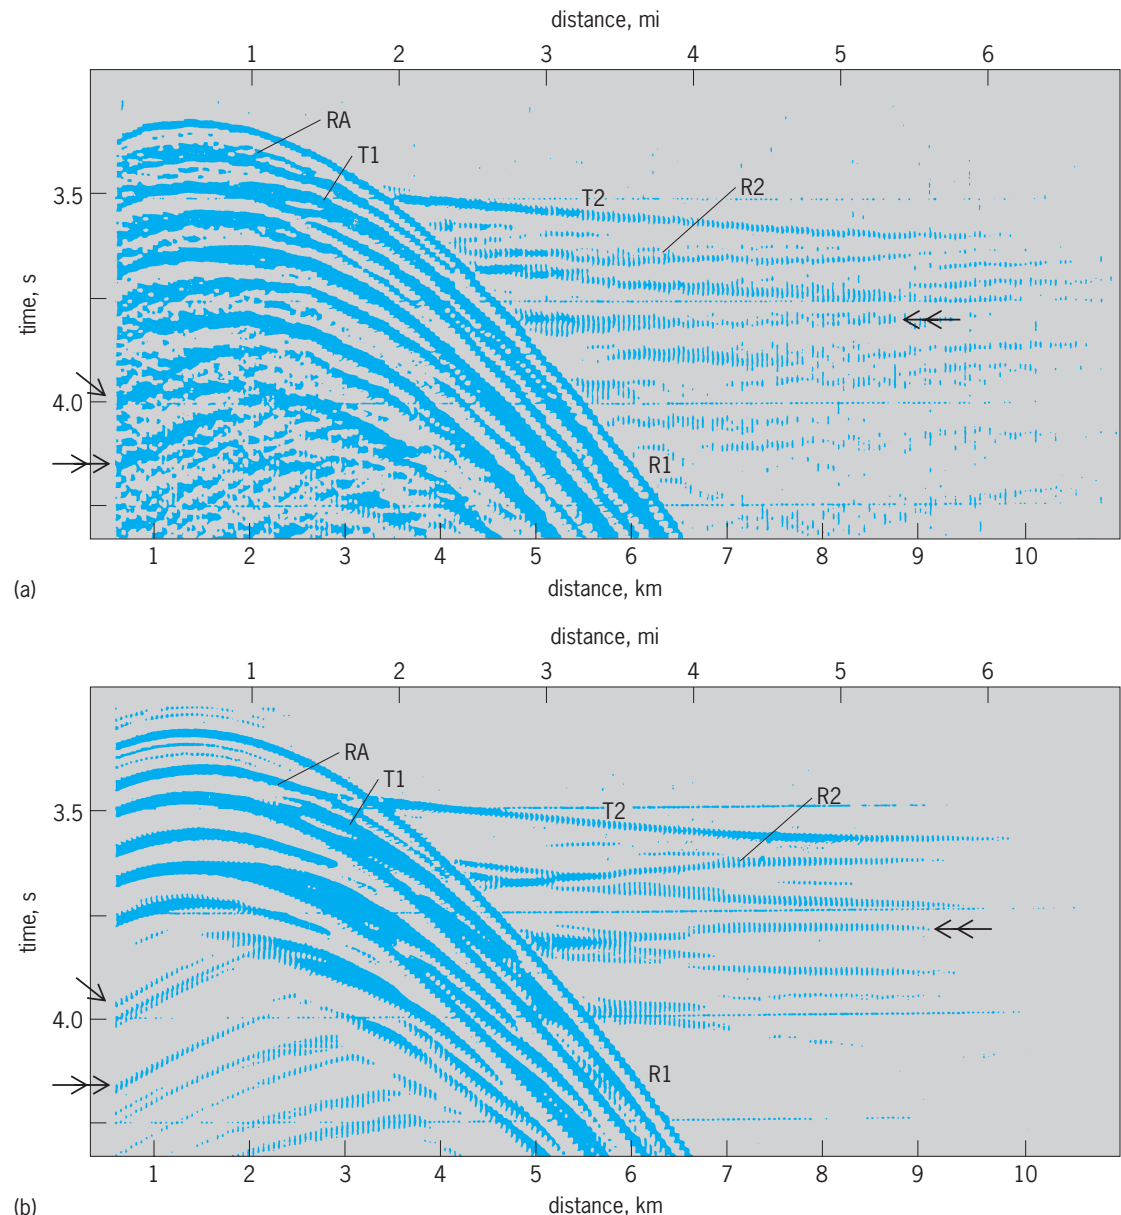 distance, mi
1 2 3 4 5 6
RA
T1
3.5
T2
R2
time, s
4.0
R1
1 2 3 4 5 6 7 8 9 10
(a)
distance, km
distance, mi
1 2 3 4 5 6
RA
T1
3.5
T2
R2
time, s
4.0
R1
1 2 3 4 5 6 7 8 9 10
(b)
distance, km